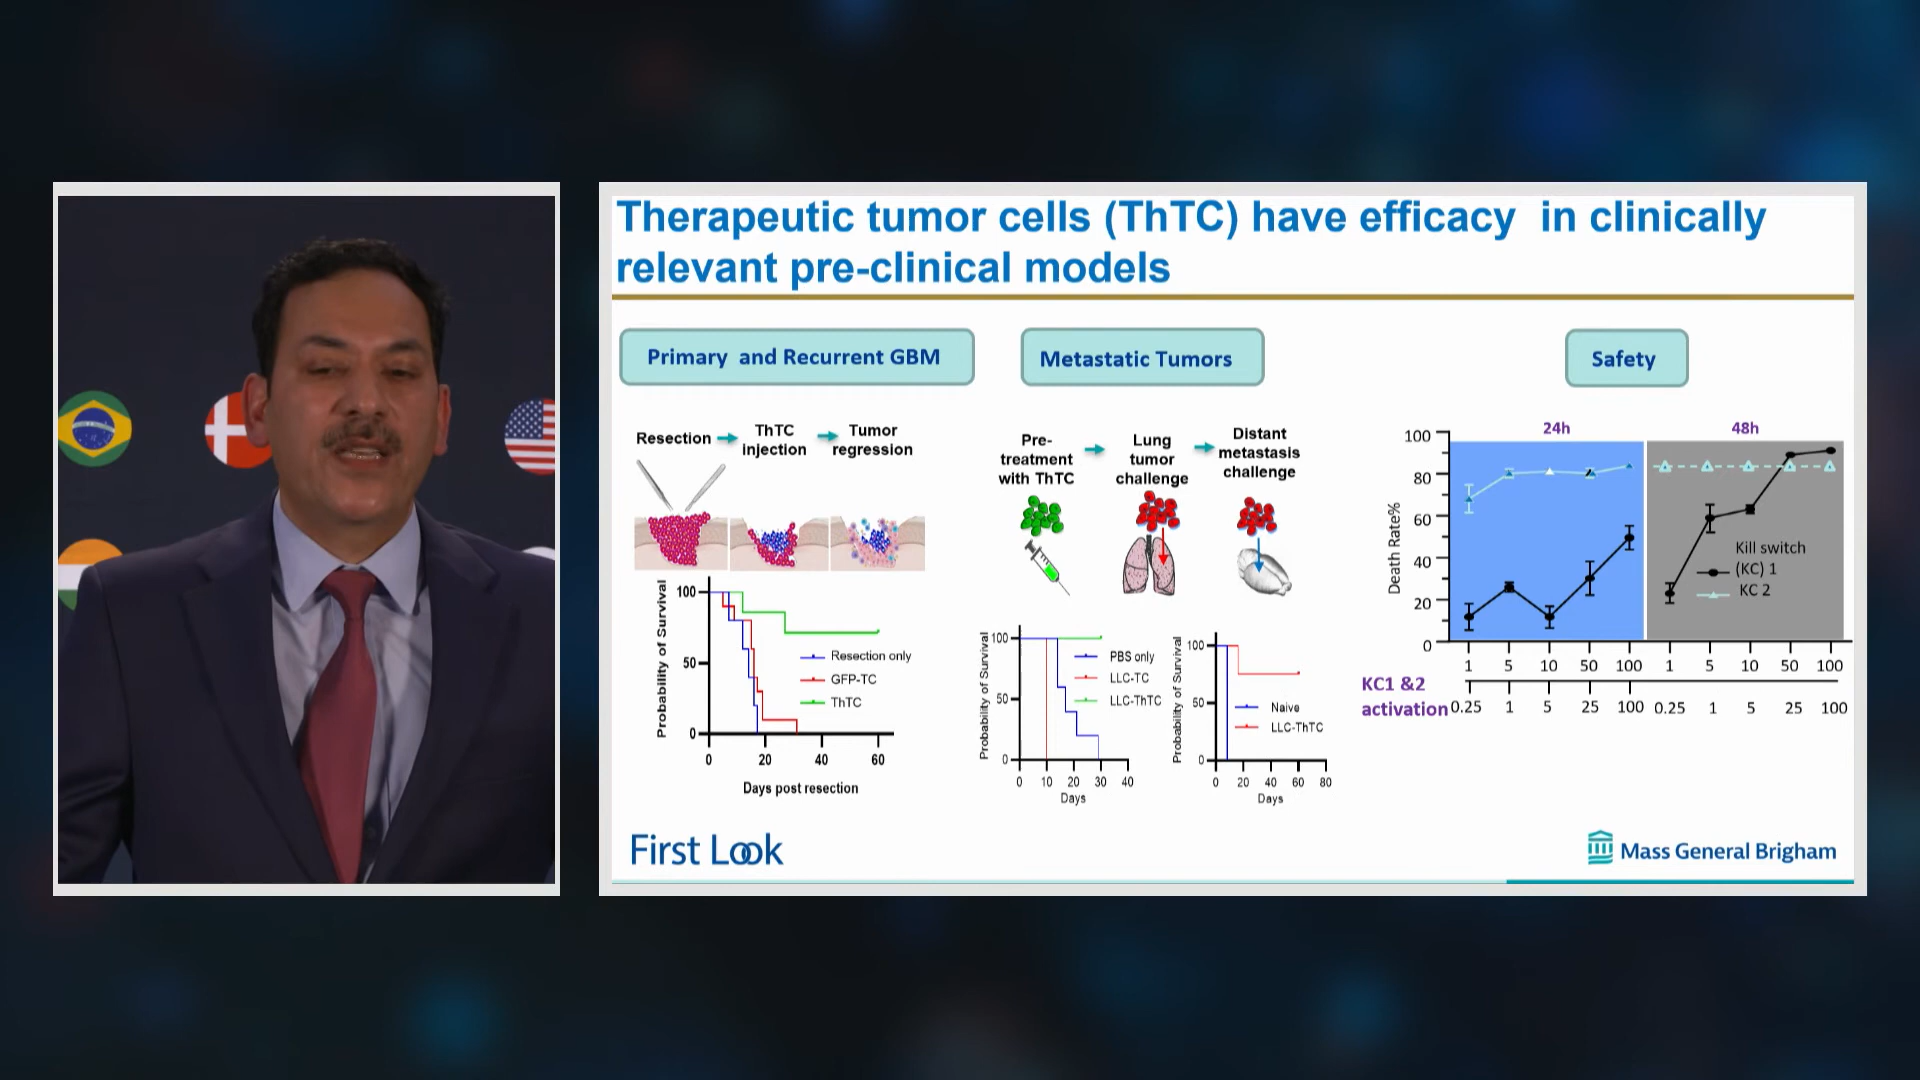 Therapeutic tumor cells (ThTC) have efficacy in clinically
relevant pre-clinical models
Primary and Recurrent GBM
Resection
ThTC
injection
Tumor
regression
Probability of Survival
100
50
0
Resection only
GFP-TC
ThTC
0 20 40 60
Days post resection
Metastatic Tumors
Pre-
treatment
with ThTC
Lung
tumor
challenge
Distant
metastasis
challenge
Probability of Survival
100
50
0
PBS only
LLC-TC
LLC-ThTC
0 10 20 30 40
Days
Probability of Survival
100
50
0
Naive
LLC-ThTC
0 20 40 60 80
Days
Safety
24h 48h
Death Rate%
100
80
60
40
20
0
Kill switch
(KC) 1
KC 2
1 5 10 50 100 1 5 10 50 100
KC1 &2
activation
0.25 1 5 25 100 0.25 1 5 25 100
First Look
Mass General Brigham